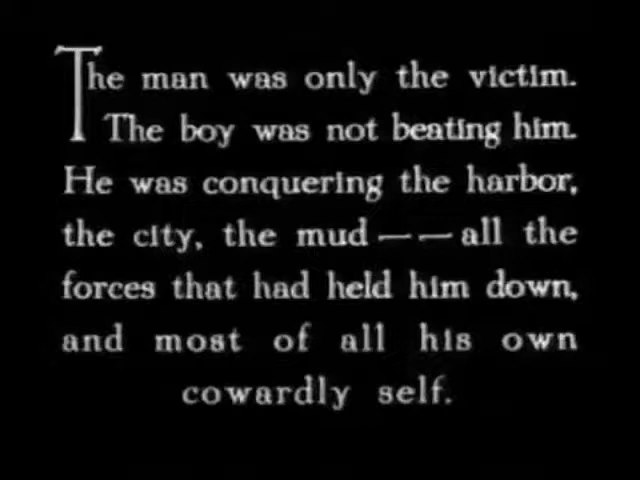 The man was only the victim.
The boy was not beating him.
He was conquering the harbor,
the city, the mud — — all the
forces that had held him down,
and most of all his own
cowardly self.